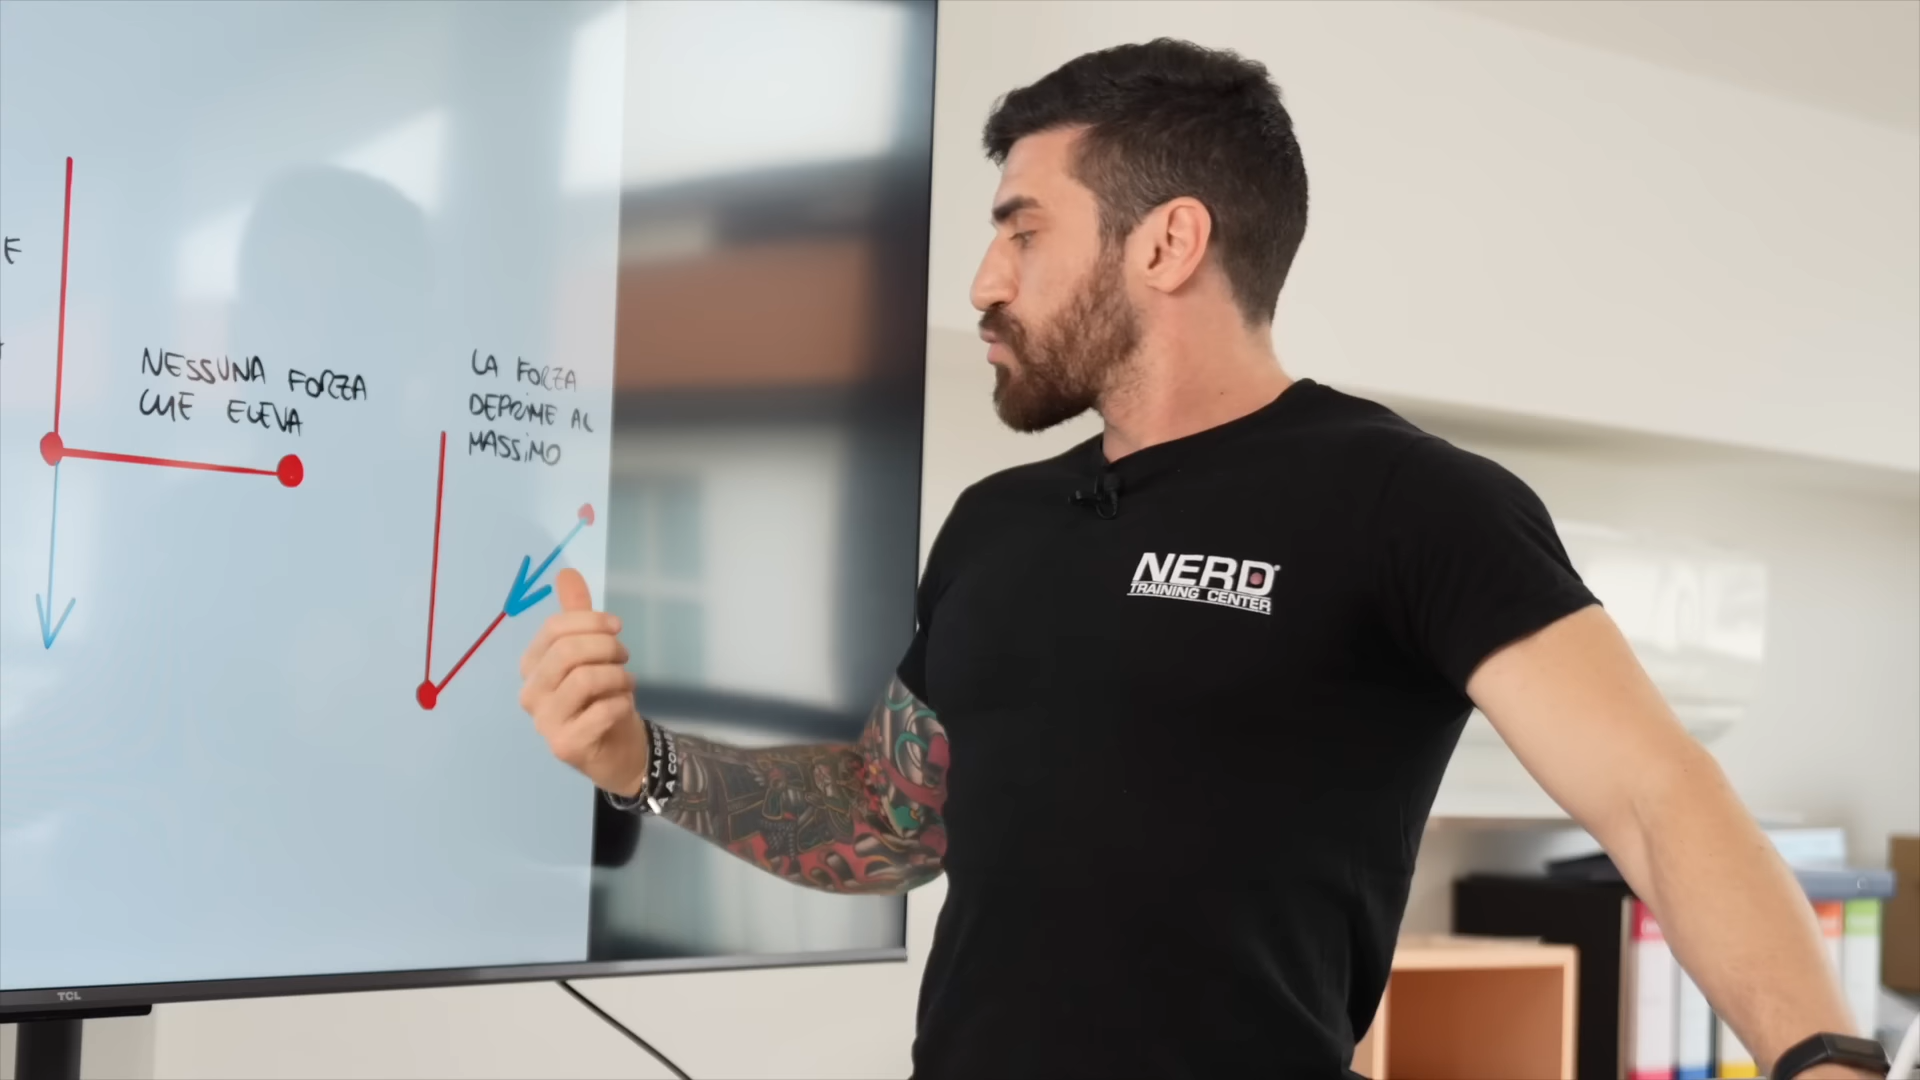 E
NESSUNA FORZA
CHE ELEVA
LA FORZA
DEPRIME AL
MASSIMO
NERD
TRAINING CENTER
TCL